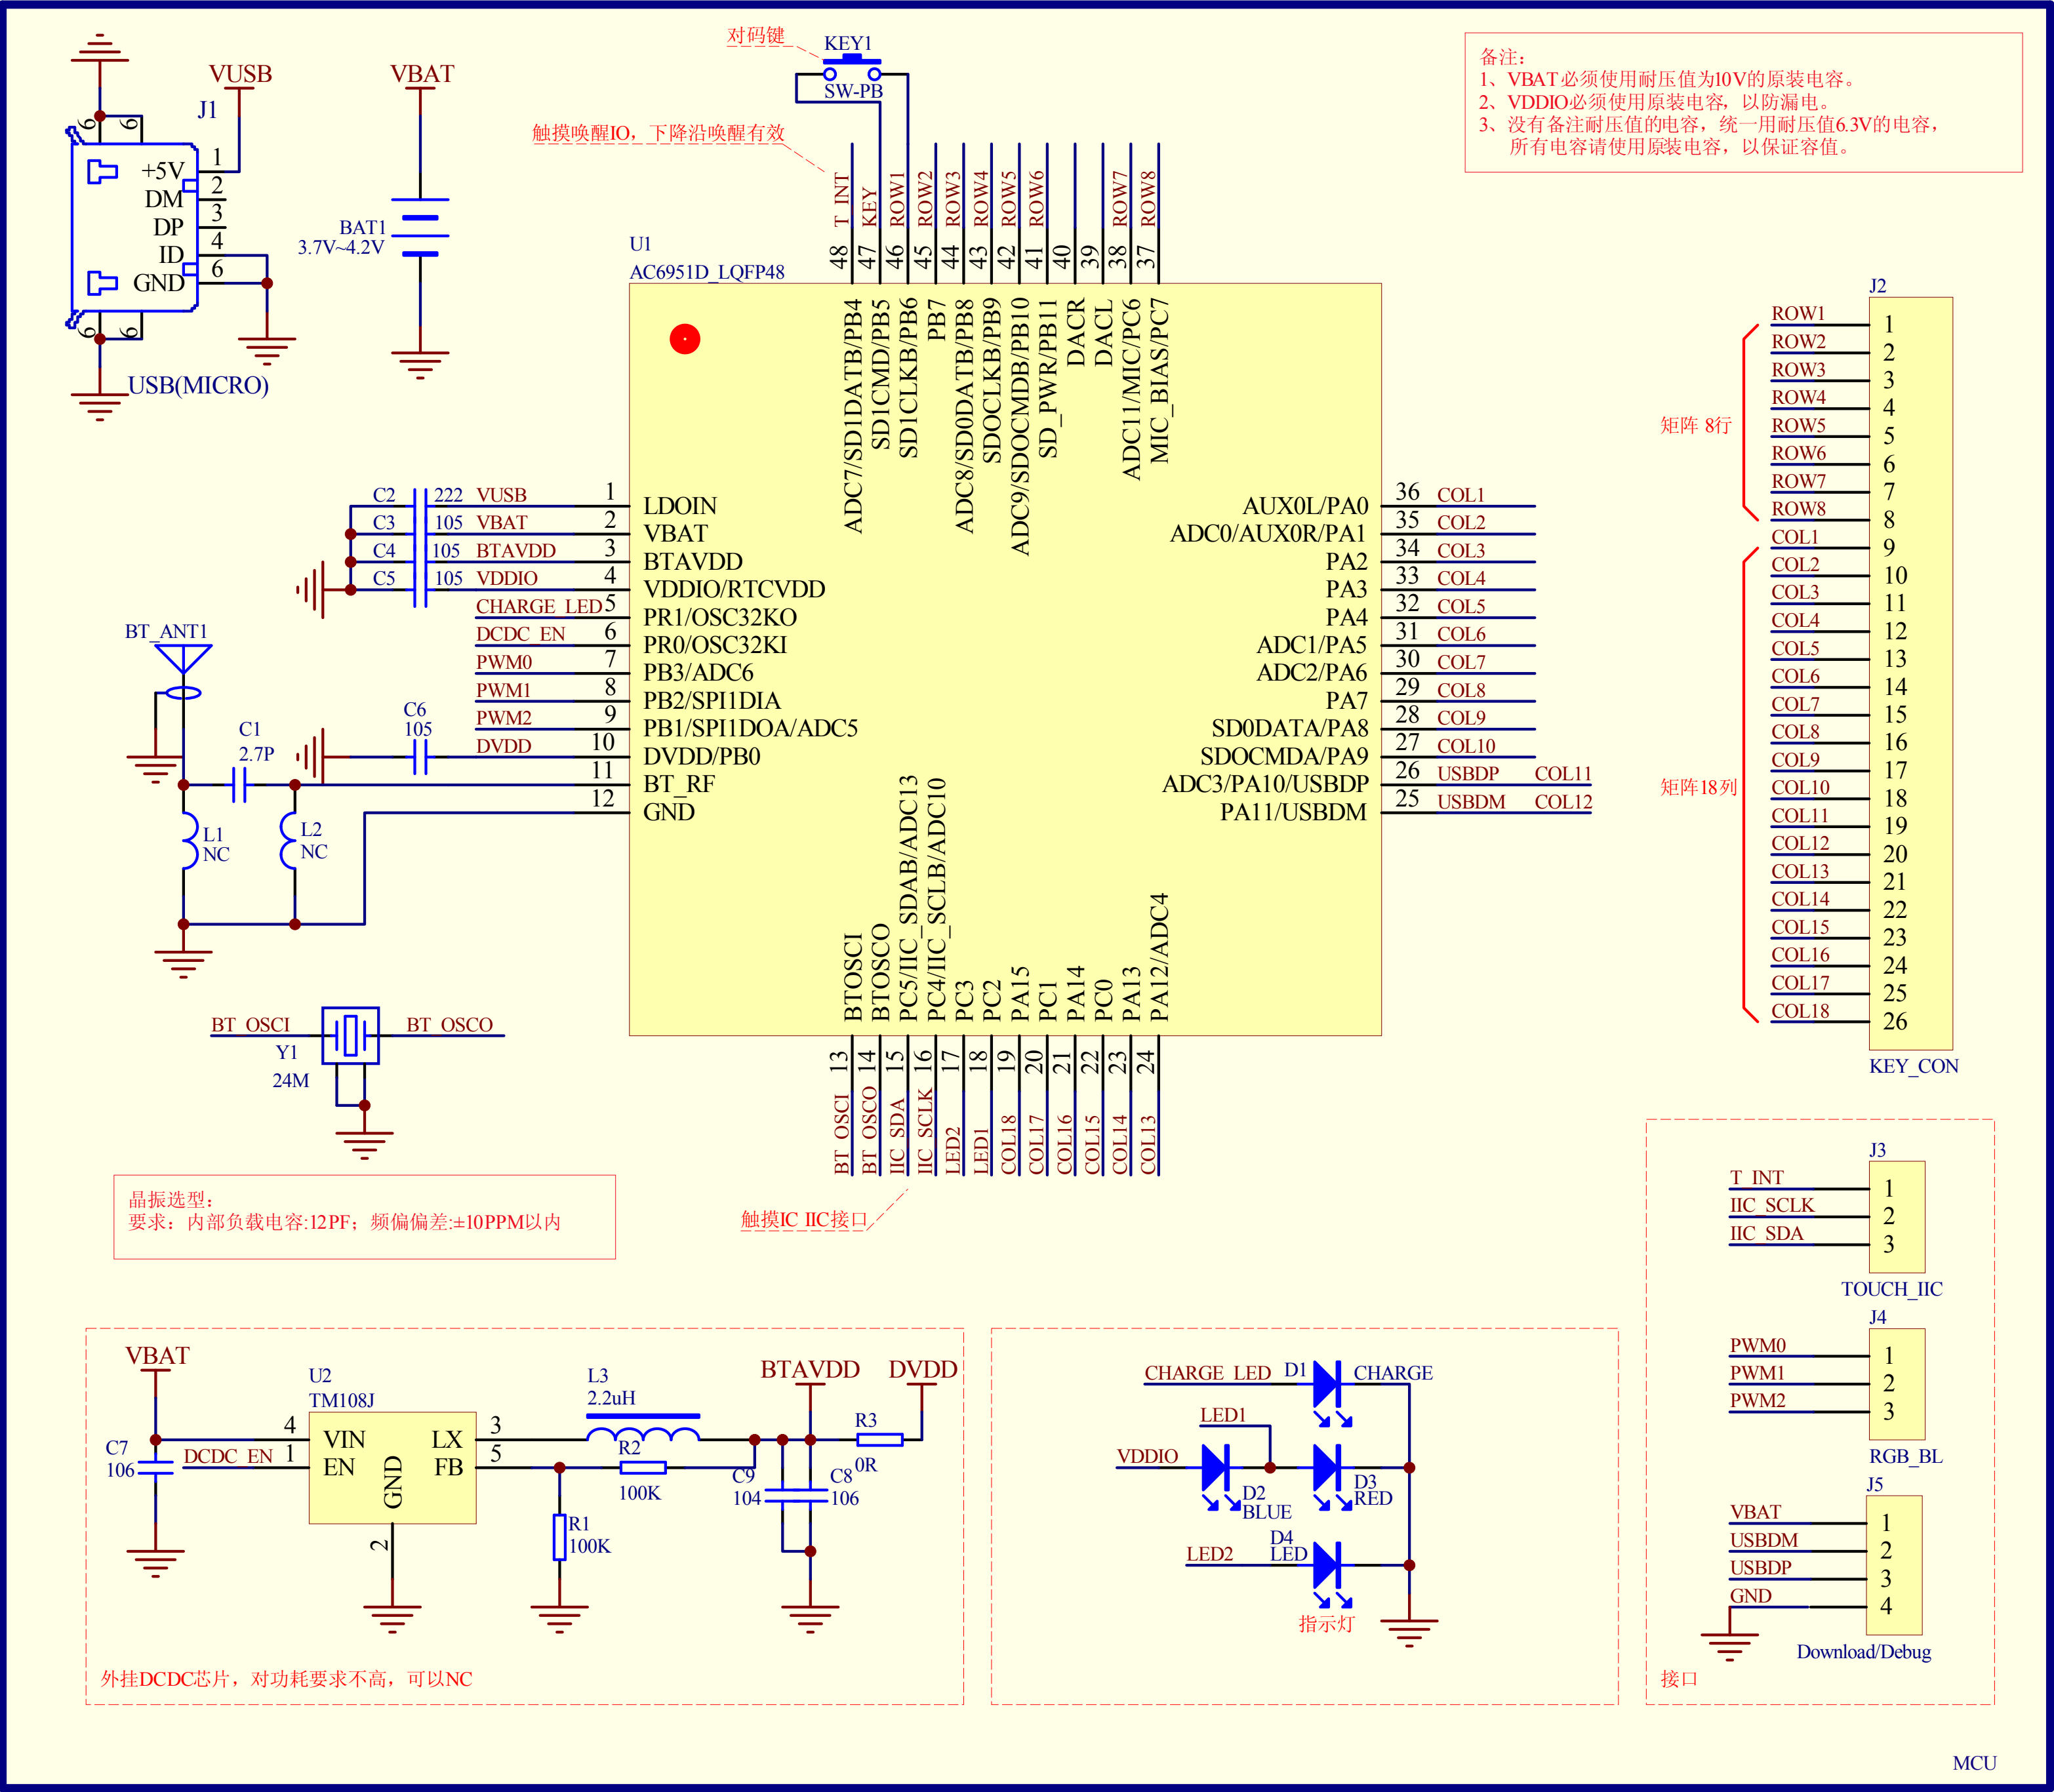 VUSB
J1
6
6
+5V
1
DM
2
DP
3
ID
4
GND
6
6
6
USB(MICRO)
VBAT
BAT1
3.7V~4.2V
对码键
KEY1
SW-PB
触摸唤醒IO，下降沿唤醒有效
备注：
1、VBAT必须使用耐压值为10V的原装电容。
2、VDDIO必须使用原装电容，以防漏电。
3、没有备注耐压值的电容，统一用耐压值6.3V的电容，
所有电容请使用原装电容，以保证容值。
U1
AC6951D_LQFP48
T_INT
KEY
ROW1
ROW2
ROW3
ROW4
ROW5
ROW6
ROW7
ROW8
48
47
46
45
44
43
42
41
40
39
38
37
ADC7/SD1DATB/PB4
SD1CMD/PB5
SD1CLKB/PB6
PB7
ADC8/SD0DATB/PB8
SDOCLKB/PB9
ADC9/SDOCMDB/PB10
SD_PWR/PB11
DACR
DACL
ADC11/MIC/PC6
MIC_BIAS/PC7
C2 222 VUSB 1 LDOIN
C3 105 VBAT 2 VBAT
C4 105 BTAVDD 3 BTAVDD
C5 105 VDDIO 4 VDDIO/RTCVDD
CHARGE_LED 5 PR1/OSC32KO
DCDC_EN 6 PR0/OSC32KI
PWM0 7 PB3/ADC6
PWM1 8 PB2/SPI1DIA
PWM2 9 PB1/SPI1DOA/ADC5
C6
105
DVDD 10 DVDD/PB0
11 BT_RF
12 GND
BT_ANT1
C1
2.7P
L1
NC
L2
NC
AUX0L/PA0 36 COL1
ADC0/AUX0R/PA1 35 COL2
PA2 34 COL3
PA3 33 COL4
PA4 32 COL5
ADC1/PA5 31 COL6
ADC2/PA6 30 COL7
PA7 29 COL8
SD0DATA/PA8 28 COL9
SDOCMDA/PA9 27 COL10
ADC3/PA10/USBDP 26 USBDP COL11
PA11/USBDM 25 USBDM COL12
BTOSCI
BTOSCO
PC5/IIC_SDAB/ADC13
PC4/IIC_SCLB/ADC10
PC3
PC2
PA15
PC1
PA14
PC0
PA13
PA12/ADC4
13
14
15
16
17
18
19
20
21
22
23
24
BT_OSCI
BT_OSCO
IIC_SDA
IIC_SCLK
LED2
LED1
COL18
COL17
COL16
COL15
COL14
COL13
触摸IC IIC接口
BT_OSCI
BT_OSCO
Y1
24M
晶振选型：
要求：内部负载电容:12PF；频偏偏差:±10PPM以内
J2
ROW1 1
ROW2 2
ROW3 3
ROW4 4
ROW5 5
ROW6 6
ROW7 7
ROW8 8
COL1 9
COL2 10
COL3 11
COL4 12
COL5 13
COL6 14
COL7 15
COL8 16
COL9 17
COL10 18
COL11 19
COL12 20
COL13 21
COL14 22
COL15 23
COL16 24
COL17 25
COL18 26
矩阵 8行
矩阵18列
KEY_CON
J3
T_INT 1
IIC_SCLK 2
IIC_SDA 3
TOUCH_IIC
J4
PWM0 1
PWM1 2
PWM2 3
RGB_BL
J5
VBAT 1
USBDM 2
USBDP 3
GND 4
Download/Debug
接口
VBAT
C7
106
U2
TM108J
4 VIN
DCDC_EN 1 EN
GND
2
LX 3
FB 5
L3
2.2uH
R2
100K
R1
100K
BTAVDD
DVDD
R3
0R
C9
104
C8
106
外挂DCDC芯片，对功耗要求不高，可以NC
CHARGE_LED D1 CHARGE
LED1
VDDIO
D2
BLUE
D3
RED
D4
LED2 LED
指示灯
MCU